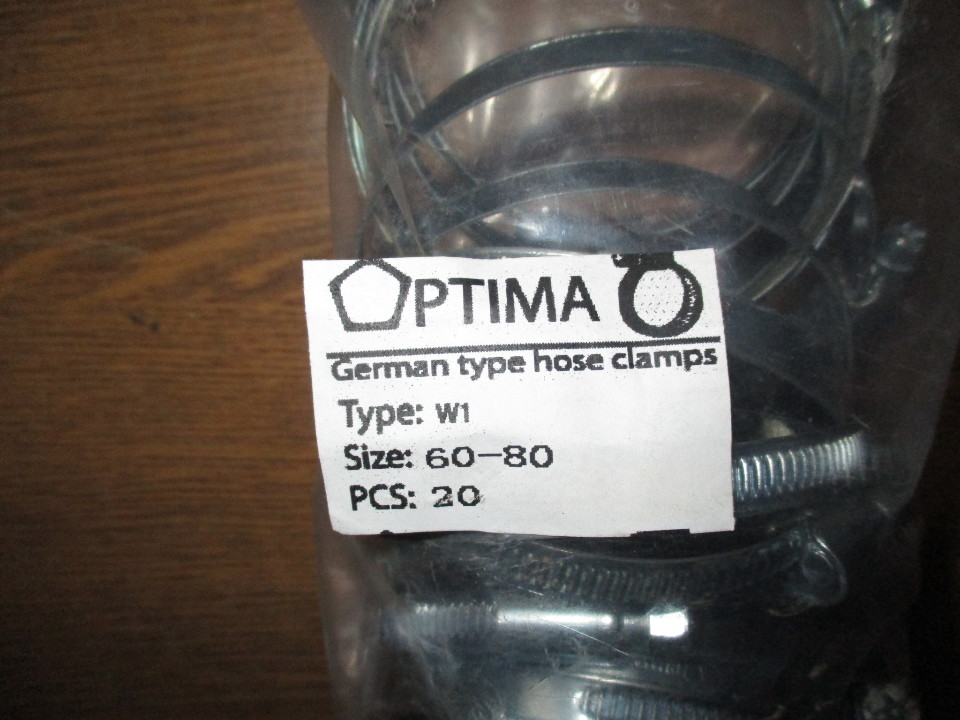 OPTIMA
German type hose clamps
Type: W1
Size: 60-80
PCS: 20